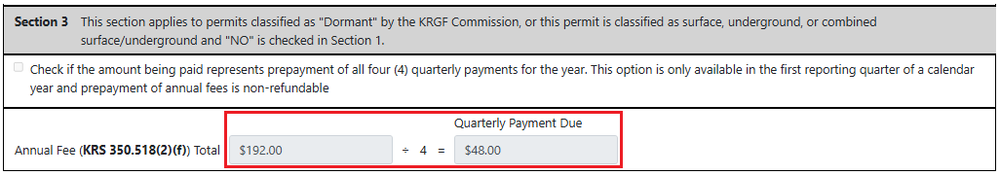 Section 3 This section applies to permits classified as "Dormant" by the KRGF Commission, or this permit is classified as surface, underground, or combined
surface/underground and "NO" is checked in Section 1.
Check if the amount being paid represents prepayment of all four (4) quarterly payments for the year. This option is only available in the first reporting quarter of a calendar
year and prepayment of annual fees is non-refundable
Quarterly Payment Due
Annual Fee (KRS 350.518(2)(f)) Total $192.00 ÷ 4 = $48.00